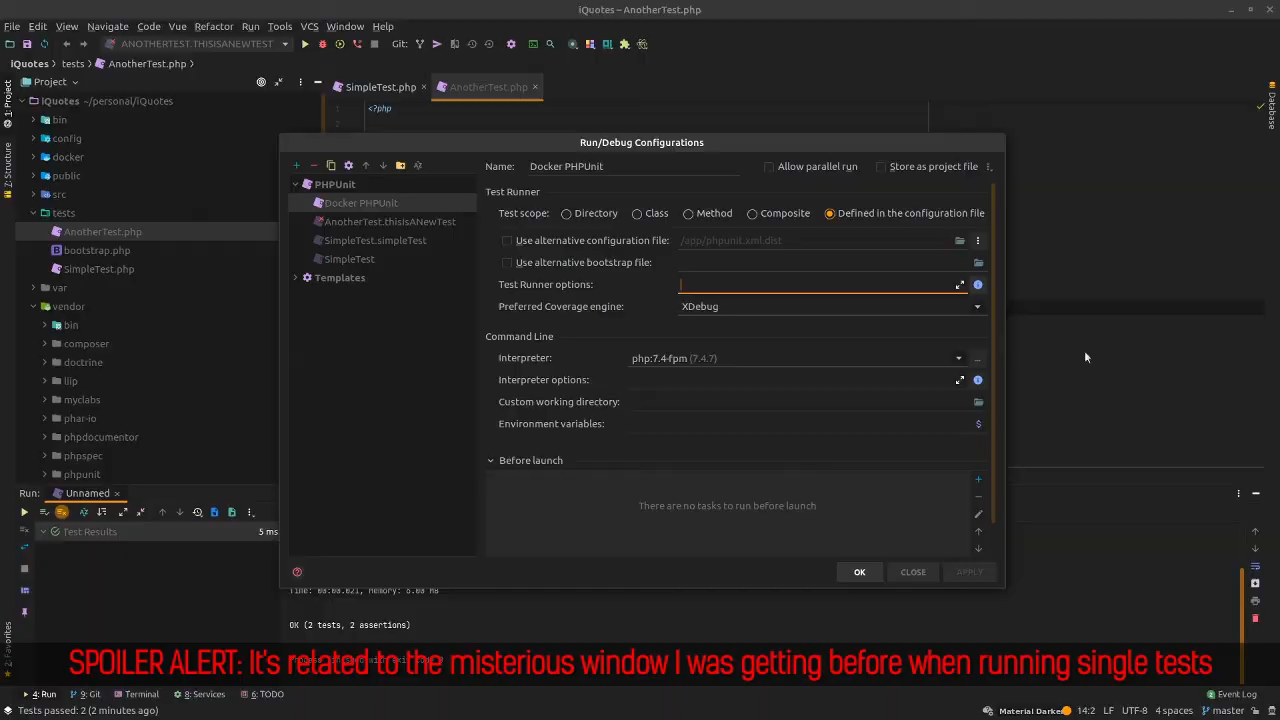 iQuotes – AnotherTest.php
File Edit View Navigate Code Vue Refactor Run Tools VCS Window Help
ANOTHERTEST.THISISANEWTEST Git:
iQuotes tests AnotherTest.php
Project SimpleTest.php AnotherTest.php
iQuotes ~/personal/iQuotes
bin
config
docker
public
src
tests
AnotherTest.php
bootstrap.php
SimpleTest.php
var
vendor
bin
composer
doctrine
llip
myclabs
phar-io
phpdocumentor
phpspec
phpunit
1: Project
7: Structure
2: Favorites
Database
1 <?php
2
Run/Debug Configurations
PHPUnit
Docker PHPUnit
AnotherTest.thisIsANewTest
SimpleTest.simpleTest
SimpleTest
Templates
Name: Docker PHPUnit Allow parallel run Store as project file
Test Runner
Test scope: Directory Class Method Composite Defined in the configuration file
Use alternative configuration file: /app/phpunit.xml.dist
Use alternative bootstrap file:
Test Runner options:
Preferred Coverage engine: XDebug
Command Line
Interpreter: php:7.4-fpm (7.4.7)
Interpreter options:
Custom working directory:
Environment variables:
Before launch
There are no tasks to run before launch
OK CLOSE APPLY
Run: Unnamed
Test Results 5 ms
OK (2 tests, 2 assertions)
SPOILER ALERT: It's related to the misterious window I was getting before when running single tests
4: Run 9: Git Terminal 8: Services 6: TODO Event Log
Tests passed: 2 (2 minutes ago) Material Darker 14:2 LF UTF-8 4 spaces master